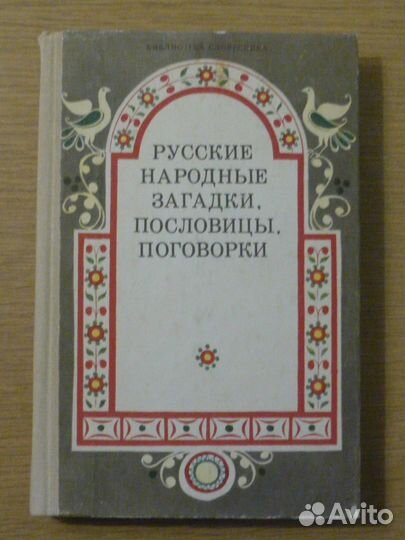 БИБЛИОТЕКА СЛОВЕСНИКА
РУССКИЕ
НАРОДНЫЕ
ЗАГАДКИ,
ПОСЛОВИЦЫ,
ПОГОВОРКИ
Avito